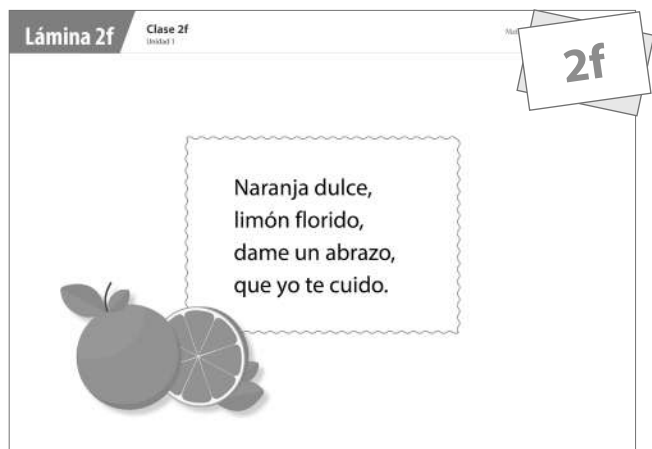 Lámina 2f
Clase 2f
Unidad 1
2f
Naranja dulce,
limón florido,
dame un abrazo,
que yo te cuido.